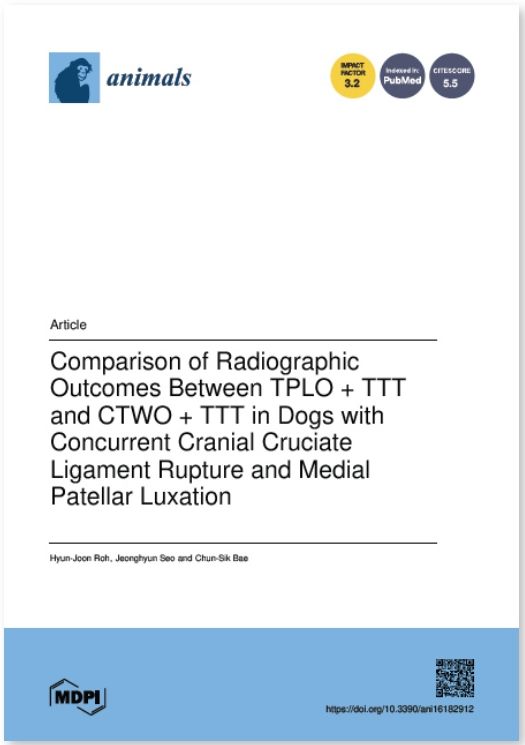 animals
IMPACT
FACTOR
3.2
Indexed in:
PubMed
CITESCORE
5.5
Article
Comparison of Radiographic
Outcomes Between TPLO + TTT
and CTWO + TTT in Dogs with
Concurrent Cranial Cruciate
Ligament Rupture and Medial
Patellar Luxation
Hyun-Joon Roh, Jeonghyun Seo and Chun-Sik Bae
MDPI
https://doi.org/10.3390/ani16182912